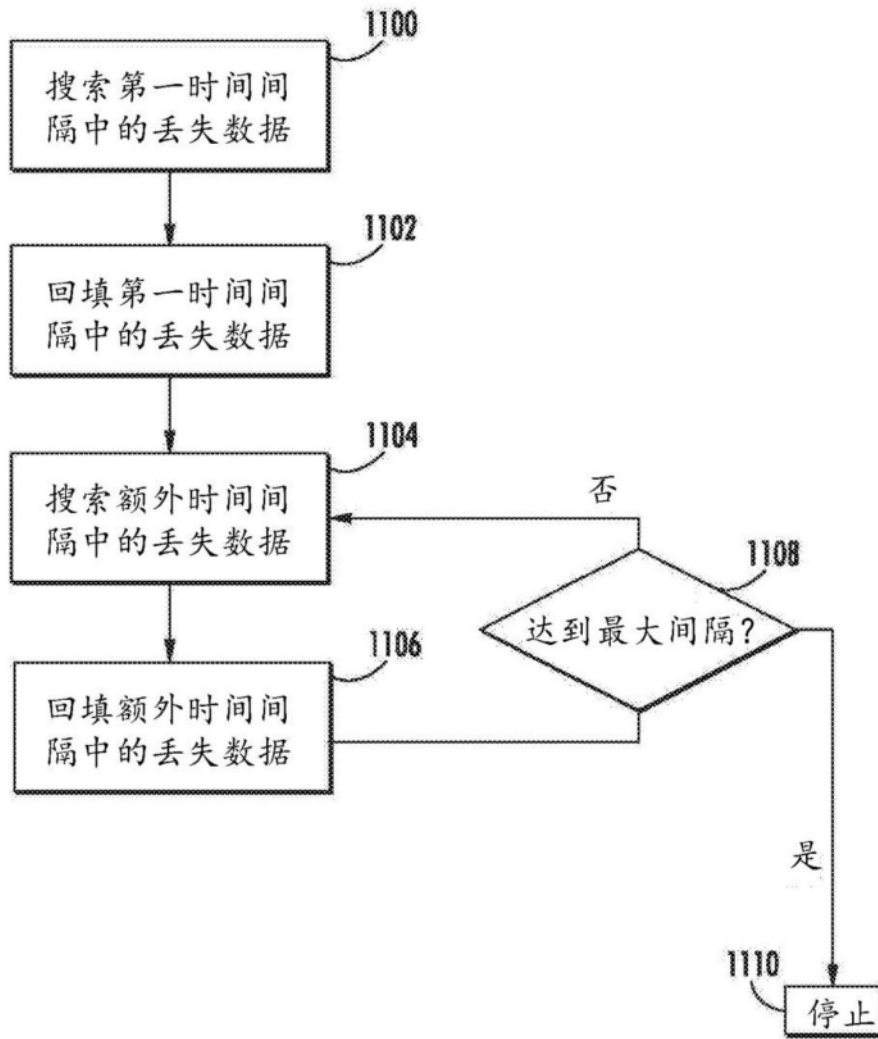 1100
搜索第一时间间
隔中的丢失数据
1102
回填第一时间间
隔中的丢失数据
1104
搜索额外时间间
隔中的丢失数据
否
1108
达到最大间隔?
1106
回填额外时间间
隔中的丢失数据
是
1110
停止